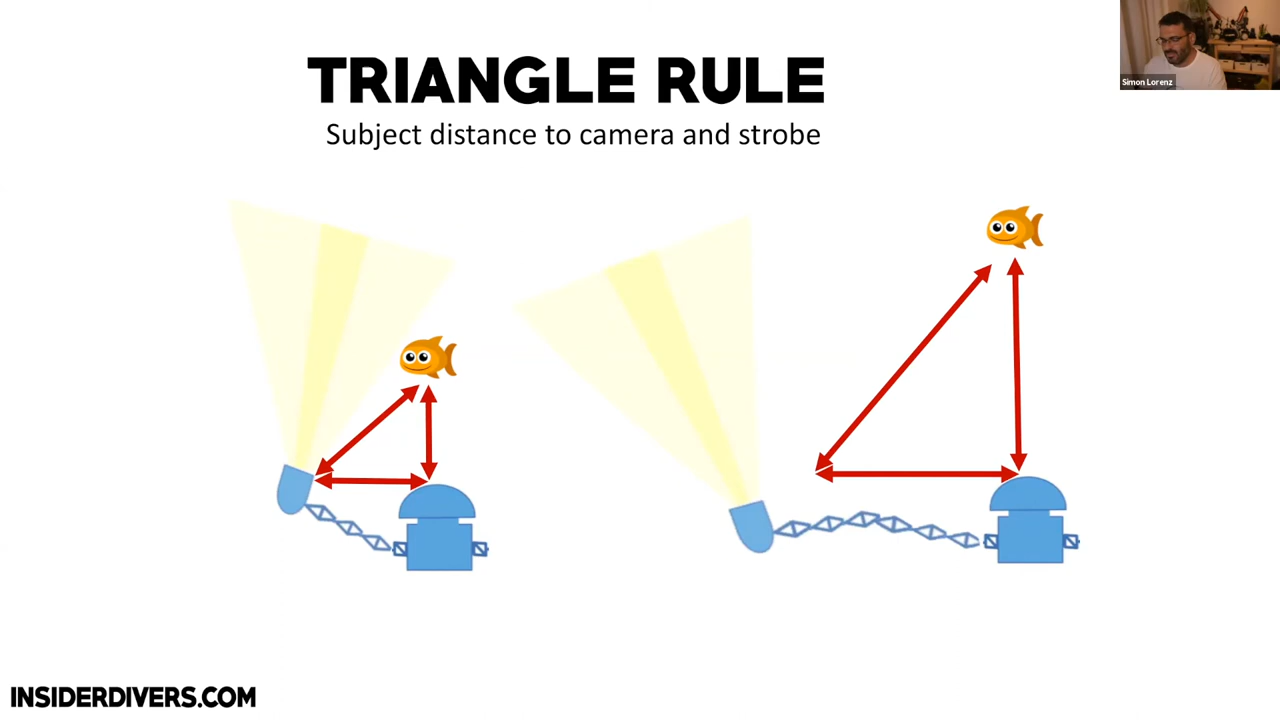 TRIANGLE RULE
Subject distance to camera and strobe
Simon Lorenz
INSIDERDIVERS.COM